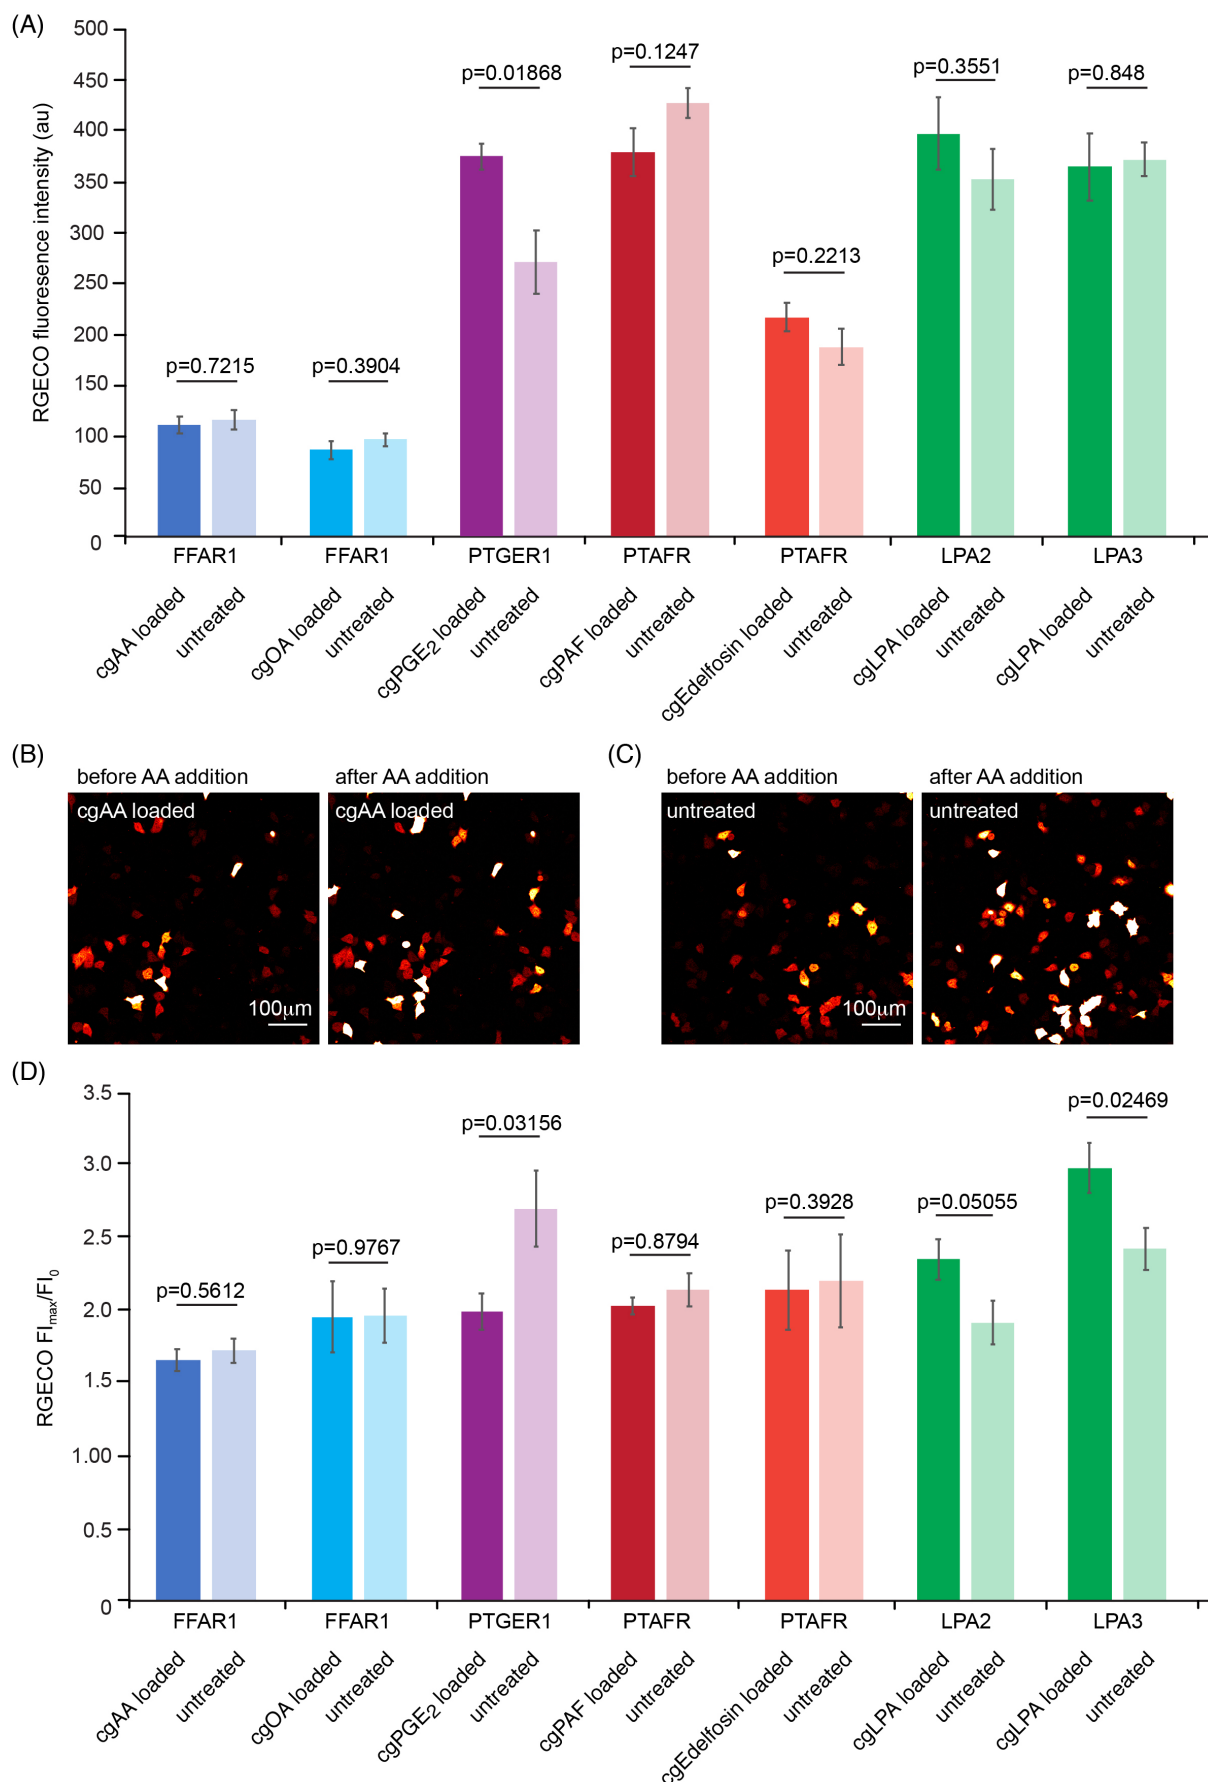 (A)
500
450
400
350
300
250
200
150
100
50
0
RGECO fluoresence intensity (au)
p=0.7215
p=0.3904
p=0.01868
p=0.1247
p=0.2213
p=0.3551
p=0.848
FFAR1 FFAR1 PTGER1 PTAFR PTAFR LPA2 LPA3
cgAA loaded
untreated
cgOA loaded
untreated
cgPGE2 loaded
untreated
cgPAF loaded
untreated
cgEdelfosin loaded
untreated
cgLPA loaded
untreated
cgLPA loaded
untreated
(B)
before AA addition
after AA addition
cgAA loaded
cgAA loaded
100μm
(C)
before AA addition
after AA addition
untreated
untreated
100μm
(D)
3.5
3.0
2.5
2.0
1.5
1.00
0.5
0
RGECO FImax/FI0
p=0.5612
p=0.9767
p=0.03156
p=0.8794
p=0.3928
p=0.05055
p=0.02469
FFAR1 FFAR1 PTGER1 PTAFR PTAFR LPA2 LPA3
cgAA loaded
untreated
cgOA loaded
untreated
cgPGE2 loaded
untreated
cgPAF loaded
untreated
cgEdelfosin loaded
untreated
cgLPA loaded
untreated
cgLPA loaded
untreated